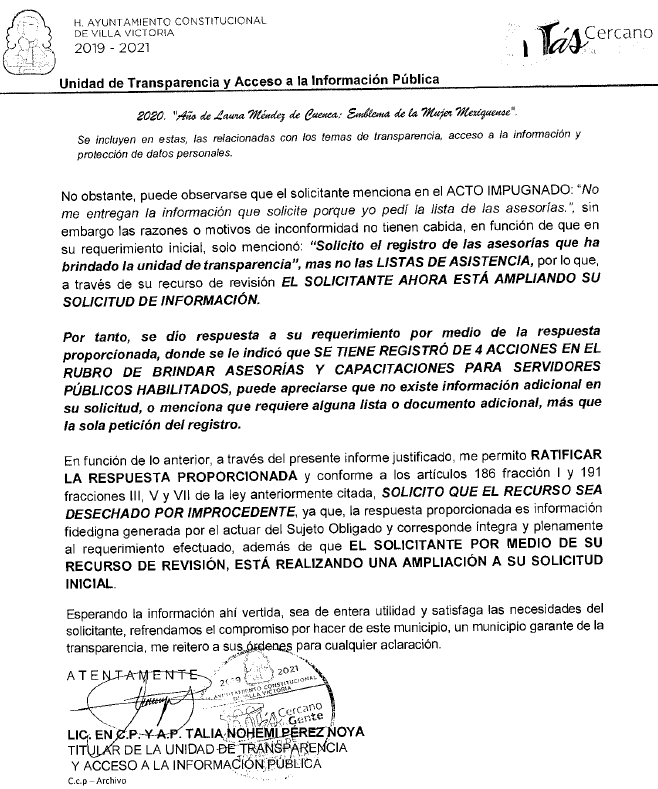 H. AYUNTAMIENTO CONSTITUCIONAL
DE VILLA VICTORIA
2019 - 2021
Más Cercano
Unidad de Transparencia y Acceso a la Información Pública
2020. "Año de Laura Méndez de Cuenca; Emblema de la Mujer Mexiquense".
Se incluyen en estas, las relacionadas con los temas de transparencia, acceso a la información y
protección de datos personales.
No obstante, puede observarse que el solicitante menciona en el ACTO IMPUGNADO: "No
me entregan la información que solicite porque yo pedí la lista de las asesorías.", sin
embargo las razones o motivos de inconformidad no tienen cabida, en función de que en
su requerimiento inicial, solo mencionó: "Solicito el registro de las asesorías que ha
brindado la unidad de transparencia", mas no las LISTAS DE ASISTENCIA, por lo que,
a través de su recurso de revisión EL SOLICITANTE AHORA ESTÁ AMPLIANDO SU
SOLICITUD DE INFORMACIÓN.
Por tanto, se dio respuesta a su requerimiento por medio de la respuesta
proporcionada, donde se le indicó que SE TIENE REGISTRÓ DE 4 ACCIONES EN EL
RUBRO DE BRINDAR ASESORÍAS Y CAPACITACIONES PARA SERVIDORES
PÚBLICOS HABILITADOS, puede apreciarse que no existe información adicional en
su solicitud, o menciona que requiere alguna lista o documento adicional, más que
la sola petición del registro.
En función de lo anterior, a través del presente informe justificado, me permito RATIFICAR
LA RESPUESTA PROPORCIONADA y conforme a los artículos 186 fracción I y 191
fracciones III, V y VII de la ley anteriormente citada, SOLICITO QUE EL RECURSO SEA
DESECHADO POR IMPROCEDENTE, ya que, la respuesta proporcionada es información
fidedigna generada por el actuar del Sujeto Obligado y corresponde integra y plenamente
al requerimiento efectuado, además de que EL SOLICITANTE POR MEDIO DE SU
RECURSO DE REVISIÓN, ESTÁ REALIZANDO UNA AMPLIACIÓN A SU SOLICITUD
INICIAL.
Esperando la información ahí vertida, sea de entera utilidad y satisfaga las necesidades del
solicitante, refrendamos el compromiso por hacer de este municipio, un municipio garante de la
transparencia, me reitero a sus órdenes para cualquier aclaración.
A T E N T A M E N T E
2019 2021
AYUNTAMIENTO CONSTITUCIONAL
DE VILLA VICTORIA
Más Cercano
Gente
LIC. EN C.P. Y A.P. TALIA NOHEMI PÉREZ NOYA
TITULAR DE LA UNIDAD DE TRANSPARENCIA
Y ACCESO A LA INFORMACIÓN PÚBLICA
C.c.p – Archivo